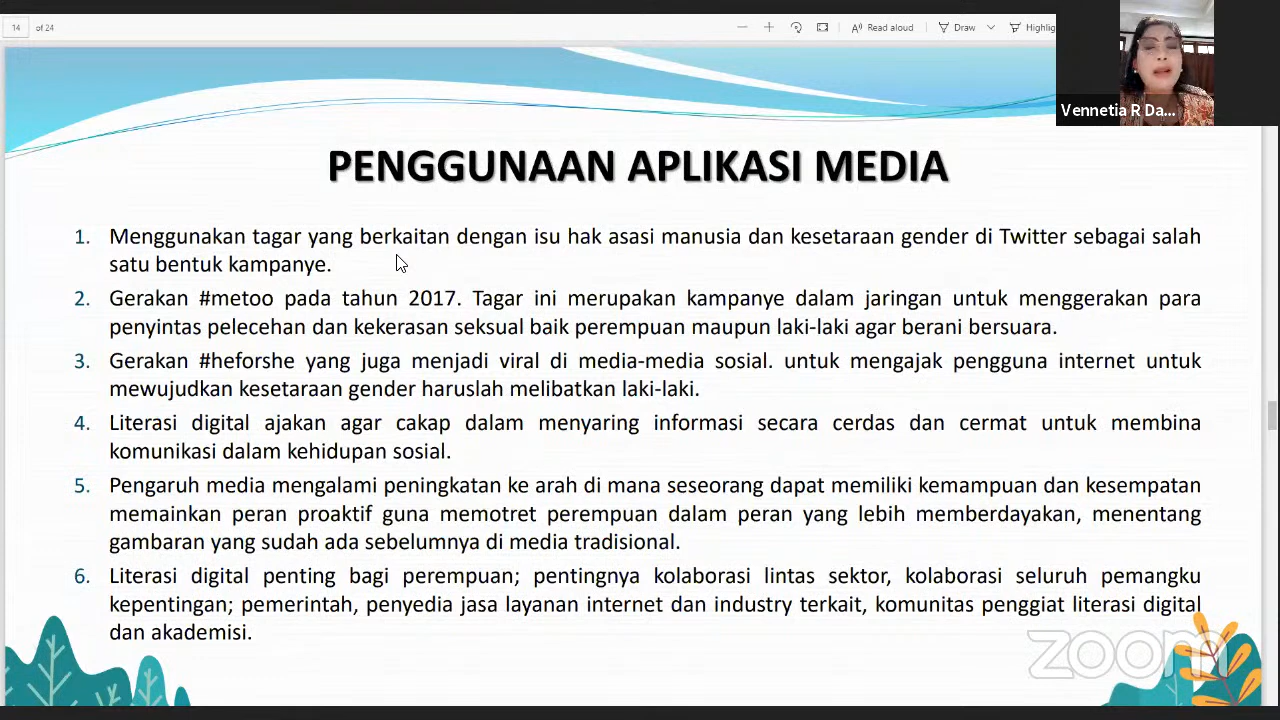 14 of 24
Read aloud
Draw
Highlig
Vennetia R Da...
PENGGUNAAN APLIKASI MEDIA
1. Menggunakan tagar yang berkaitan dengan isu hak asasi manusia dan kesetaraan gender di Twitter sebagai salah
satu bentuk kampanye.
2. Gerakan #metoo pada tahun 2017. Tagar ini merupakan kampanye dalam jaringan untuk menggerakan para
penyintas pelecehan dan kekerasan seksual baik perempuan maupun laki-laki agar berani bersuara.
3. Gerakan #heforshe yang juga menjadi viral di media-media sosial. untuk mengajak pengguna internet untuk
mewujudkan kesetaraan gender haruslah melibatkan laki-laki.
4. Literasi digital ajakan agar cakap dalam menyaring informasi secara cerdas dan cermat untuk membina
komunikasi dalam kehidupan sosial.
5. Pengaruh media mengalami peningkatan ke arah di mana seseorang dapat memiliki kemampuan dan kesempatan
memainkan peran proaktif guna memotret perempuan dalam peran yang lebih memberdayakan, menentang
gambaran yang sudah ada sebelumnya di media tradisional.
6. Literasi digital penting bagi perempuan; pentingnya kolaborasi lintas sektor, kolaborasi seluruh pemangku
kepentingan; pemerintah, penyedia jasa layanan internet dan industry terkait, komunitas penggiat literasi digital
dan akademisi.
zoom